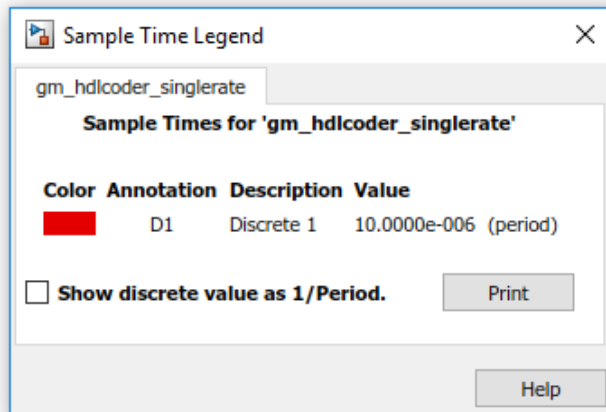 Sample Time Legend
gm_hdlcoder_singlerate
Sample Times for 'gm_hdlcoder_singlerate'
Color Annotation Description Value
D1 Discrete 1 10.0000e-006 (period)
Show discrete value as 1/Period. Print
Help